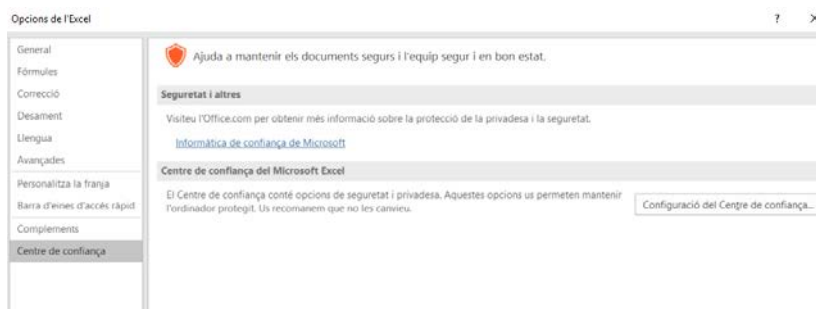 Opcions de l'Excel
?
General
Fórmules
Correcció
Desament
Llengua
Avançades
Personalitza la franja
Barra d'eines d'accés ràpid
Complements
Centre de confiança
Ajuda a mantenir els documents segurs i l'equip segur i en bon estat.
Seguretat i altres
Visiteu l'Office.com per obtenir més informació sobre la protecció de la privadesa i la seguretat.
Informàtica de confiança de Microsoft
Centre de confiança del Microsoft Excel
El Centre de confiança conté opcions de seguretat i privadesa. Aquestes opcions us permeten mantenir
l'ordinador protegit. Us recomanem que no les canvieu.
Configuració del Centre de confiança...